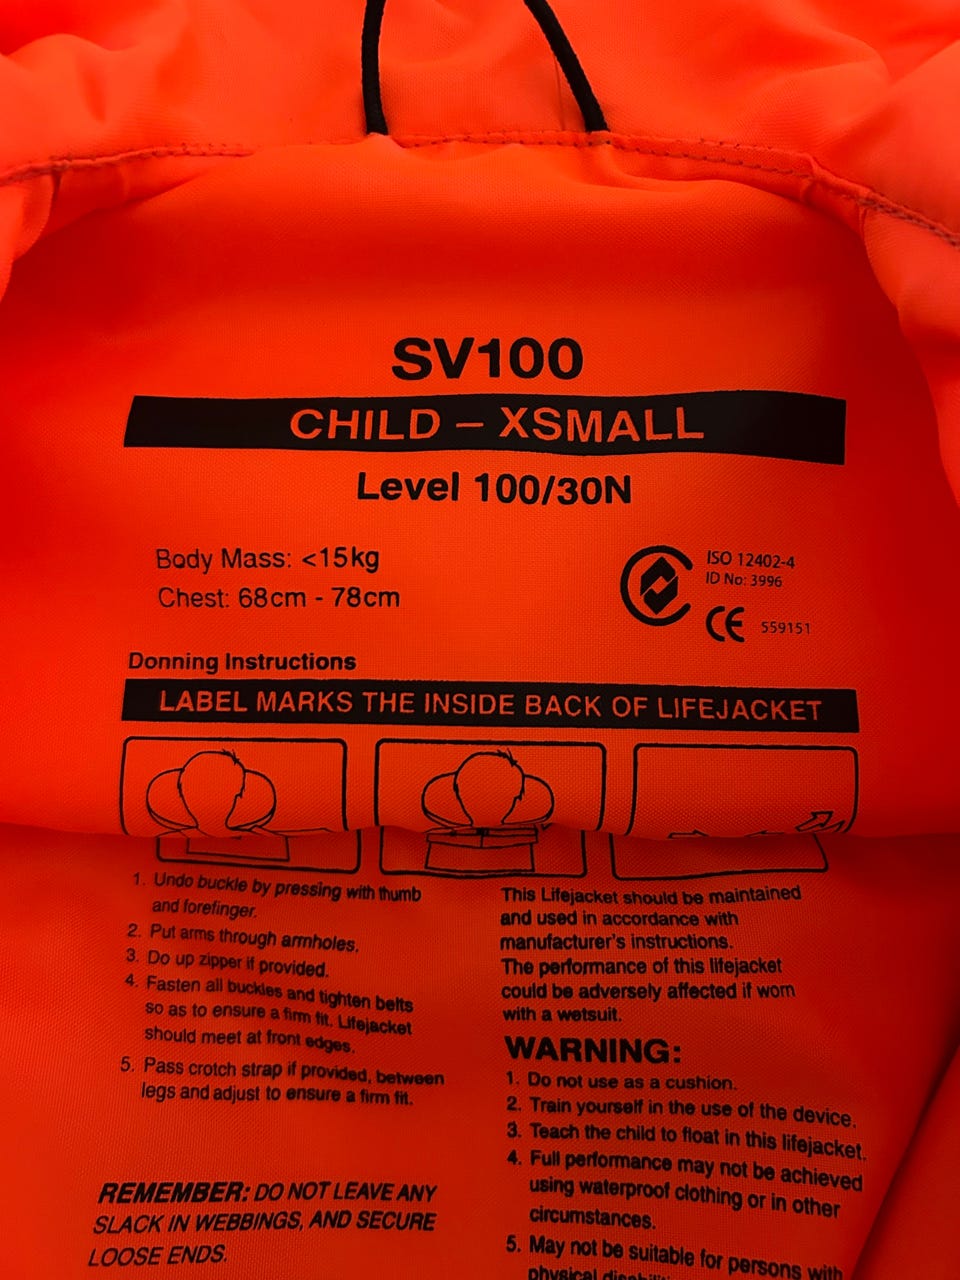 SV100
CHILD – XSMALL
Level 100/30N
Body Mass: <15kg
Chest: 68cm - 78cm
ISO 12402-4
ID No: 3996
CE 559151
Donning Instructions
LABEL MARKS THE INSIDE BACK OF LIFEJACKET
1. Undo buckle by pressing with thumb
and forefinger.
2. Put arms through armholes.
3. Do up zipper if provided.
4. Fasten all buckles and tighten belts
so as to ensure a firm fit. Lifejacket
should meet at front edges.
5. Pass crotch strap if provided, between
legs and adjust to ensure a firm fit.
REMEMBER: DO NOT LEAVE ANY
SLACK IN WEBBINGS, AND SECURE
LOOSE ENDS.
This Lifejacket should be maintained
and used in accordance with
manufacturer's instructions.
The performance of this lifejacket
could be adversely affected if worn
with a wetsuit.
WARNING:
1. Do not use as a cushion.
2. Train yourself in the use of the device.
3. Teach the child to float in this lifejacket.
4. Full performance may not be achieved
using waterproof clothing or in other
circumstances.
5. May not be suitable for persons with
physical